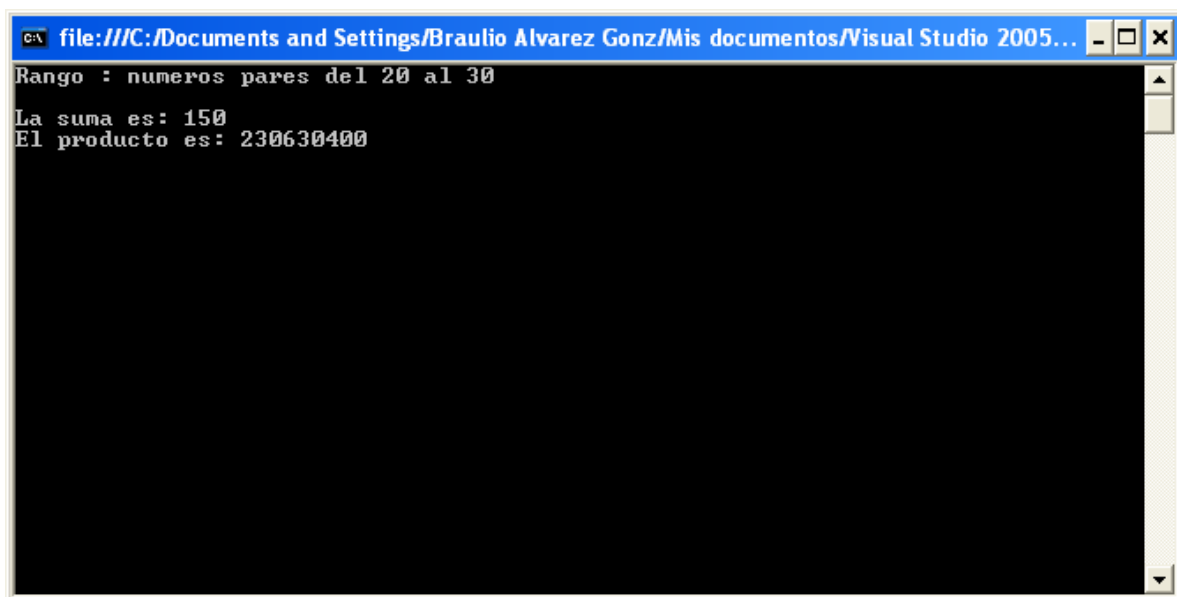 file:///C:/Documents and Settings/Braulio Alvarez Gonz/Mis documentos/Visual Studio 2005...
Rango : numeros pares del 20 al 30
La suma es: 150
El producto es: 230630400